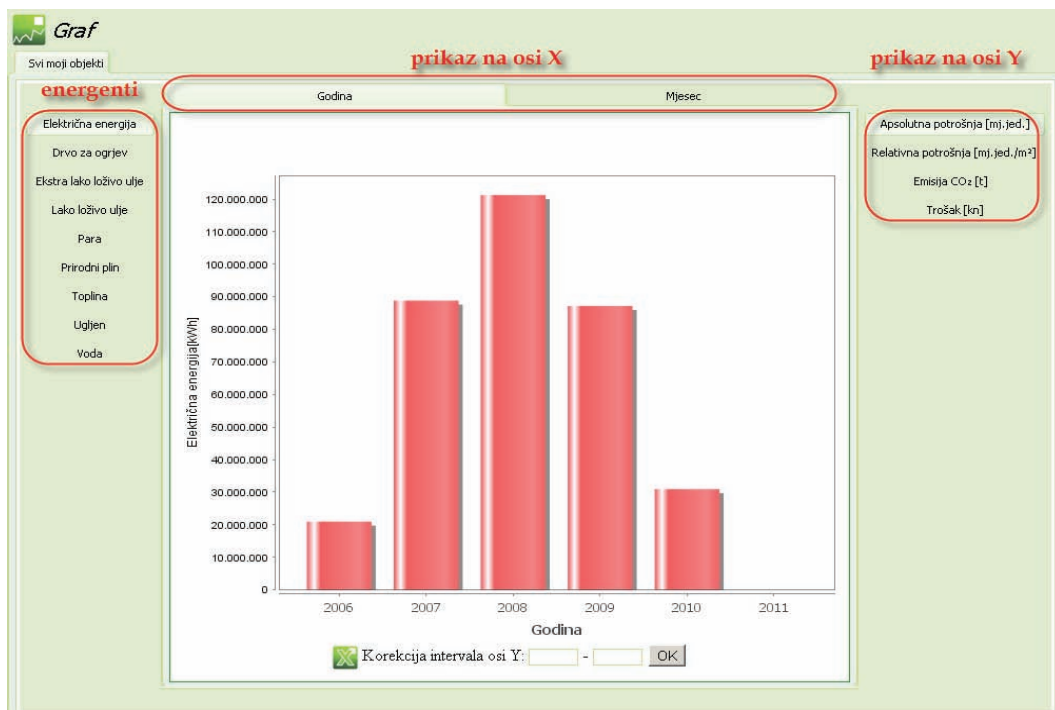 Graf
Svi moji objekti
prikaz na osi X
prikaz na osi Y
energenti
Godina
Mjesec
Električna energija
Drvo za ogrjev
Ekstra lako loživo ulje
Lako loživo ulje
Para
Prirodni plin
Toplina
Ugljen
Voda
Apsolutna potrošnja [mj.jed.]
Relativna potrošnja [mj.jed./m²]
Emisija CO₂ [t]
Trošak [kn]
Električna energija[kWh]
120.000.000
110.000.000
100.000.000
90.000.000
80.000.000
70.000.000
60.000.000
50.000.000
40.000.000
30.000.000
20.000.000
10.000.000
0
2006 2007 2008 2009 2010 2011
Godina
Korekcija intervala osi Y: - OK